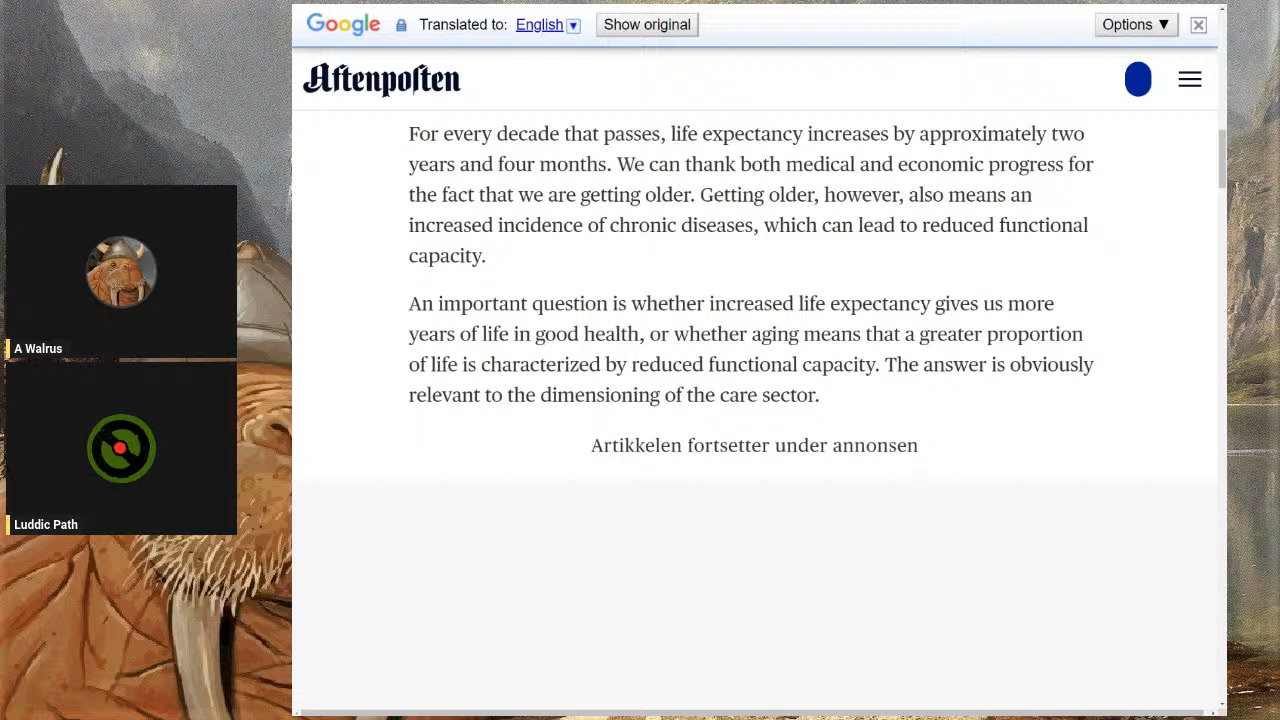 Google Translated to: English Show original Options ▼
Aftenposten
For every decade that passes, life expectancy increases by approximately two
years and four months. We can thank both medical and economic progress for
the fact that we are getting older. Getting older, however, also means an
increased incidence of chronic diseases, which can lead to reduced functional
capacity.
An important question is whether increased life expectancy gives us more
years of life in good health, or whether aging means that a greater proportion
of life is characterized by reduced functional capacity. The answer is obviously
relevant to the dimensioning of the care sector.
Artikkelen fortsetter under annonsen
A Walrus
Luddic Path